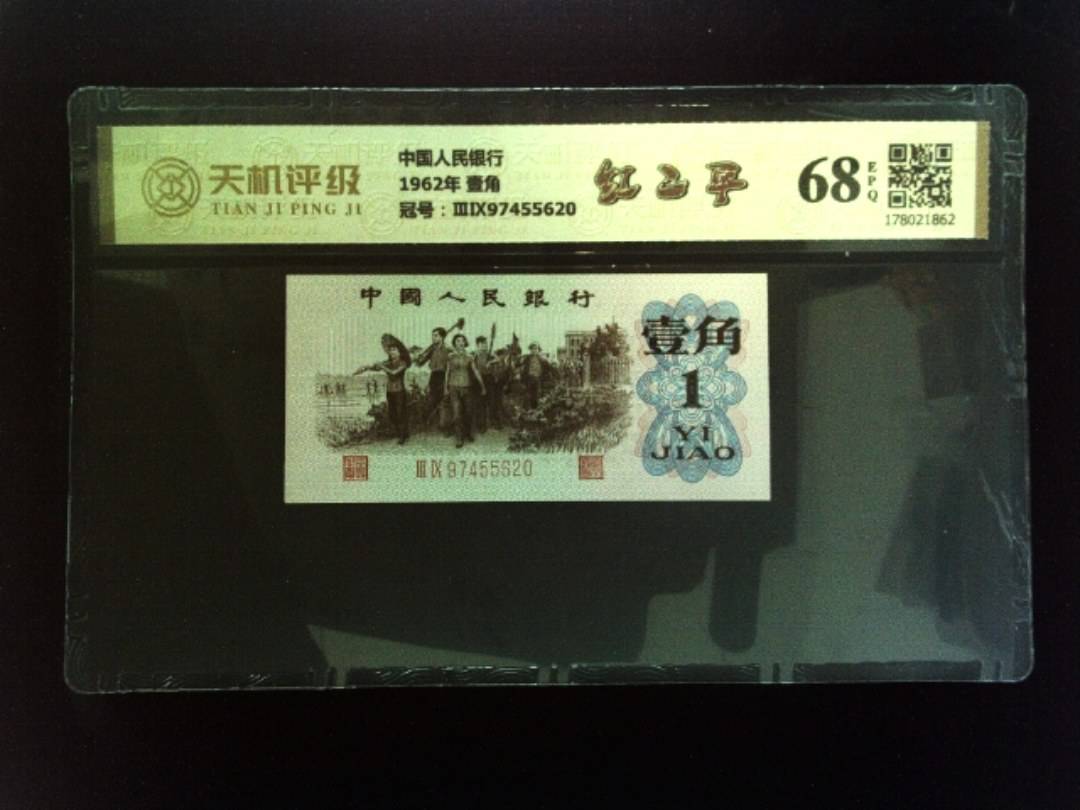 天机评级
TIAN JI PING JI
中国人民银行
1962年 壹角
冠号：ⅢⅨ97455620
红二平
68
EPQ
178021862
中國人民銀行
壹角
1
YI
JIAO
ⅢⅨ97455620